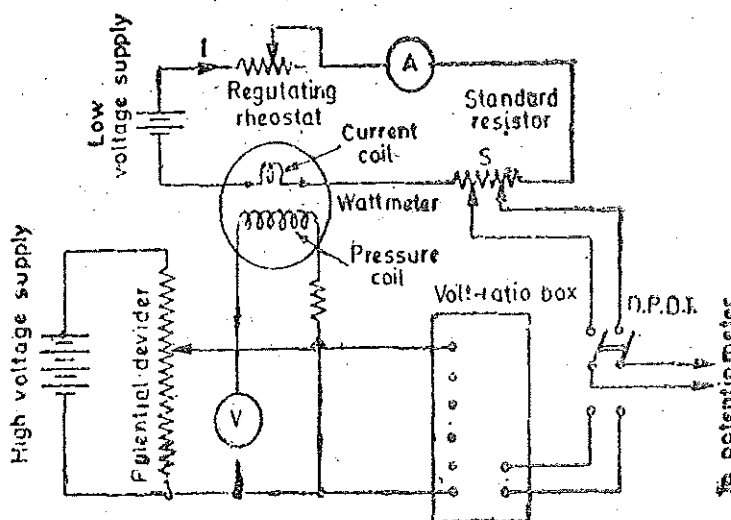 Low
voltage supply
I
Regulating
rheostat
A
Standard
resistor
S
Current
coil
Wattmeter
Pressure
coil
High voltage supply
Potential devider
V
Volt-ratio box
D.P.D.T.
To potentiometer